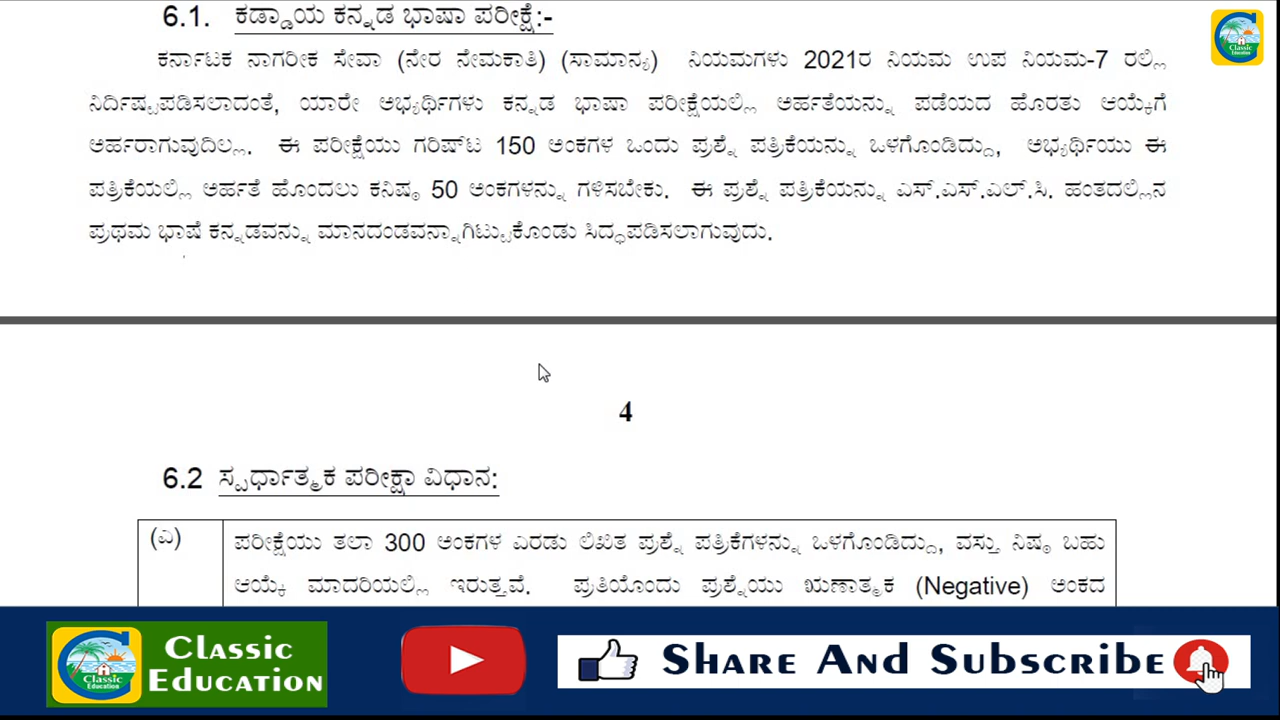 6.1. ಕಡ್ಡಾಯ ಕನ್ನಡ ಭಾಷಾ ಪರೀಕ್ಷೆ:-
Classic
Education
ಕರ್ನಾಟಕ ನಾಗರೀಕ ಸೇವಾ (ನೇರ ನೇಮಕಾತಿ) (ಸಾಮಾನ್ಯ) ನಿಯಮಗಳು 2021ರ ನಿಯಮ ಉಪ ನಿಯಮ-7 ರಲ್ಲಿ
ನಿರ್ದಿಷ್ಟಪಡಿಸಲಾದಂತೆ, ಯಾರೇ ಅಭ್ಯರ್ಥಿಗಳು ಕನ್ನಡ ಭಾಷಾ ಪರೀಕ್ಷೆಯಲ್ಲಿ ಅರ್ಹತೆಯನ್ನು ಪಡೆಯದ ಹೊರತು ಆಯ್ಕೆಗೆ
ಅರ್ಹರಾಗುವುದಿಲ್ಲ. ಈ ಪರೀಕ್ಷೆಯು ಗರಿಷ್‌ಟ 150 ಅಂಕಗಳ ಒಂದು ಪ್ರಶ್ನೆ ಪತ್ರಿಕೆಯನ್ನು ಒಳಗೊಂಡಿದ್ದು, ಅಭ್ಯರ್ಥಿಯು ಈ
ಪತ್ರಿಕೆಯಲ್ಲಿ ಅರ್ಹತೆ ಹೊಂದಲು ಕನಿಷ್ಠ 50 ಅಂಕಗಳನ್ನು ಗಳಿಸಬೇಕು. ಈ ಪ್ರಶ್ನೆ ಪತ್ರಿಕೆಯನ್ನು ಎಸ್.ಎಸ್.ಎಲ್.ಸಿ. ಹಂತದಲ್ಲಿನ
ಪ್ರಥಮ ಭಾಷೆ ಕನ್ನಡವನ್ನು ಮಾನದಂಡವನ್ನಾಗಿಟ್ಟುಕೊಂಡು ಸಿದ್ಧಪಡಿಸಲಾಗುವುದು.
4
6.2 ಸ್ಪರ್ಧಾತ್ಮಕ ಪರೀಕ್ಷಾ ವಿಧಾನ:
(ಎ) ಪರೀಕ್ಷೆಯು ತಲಾ 300 ಅಂಕಗಳ ಎರಡು ಲಿಖಿತ ಪ್ರಶ್ನೆ ಪತ್ರಿಕೆಗಳನ್ನು ಒಳಗೊಂಡಿದ್ದು, ವಸ್ತು ನಿಷ್ಠ ಬಹು
ಆಯ್ಕೆ ಮಾದರಿಯಲ್ಲಿ ಇರುತ್ತವೆ. ಪ್ರತಿಯೊಂದು ಪ್ರಶ್ನೆಯು ಋಣಾತ್ಮಕ (Negative) ಅಂಕದ
Classic
Education
Classic
Education
Share And Subscribe